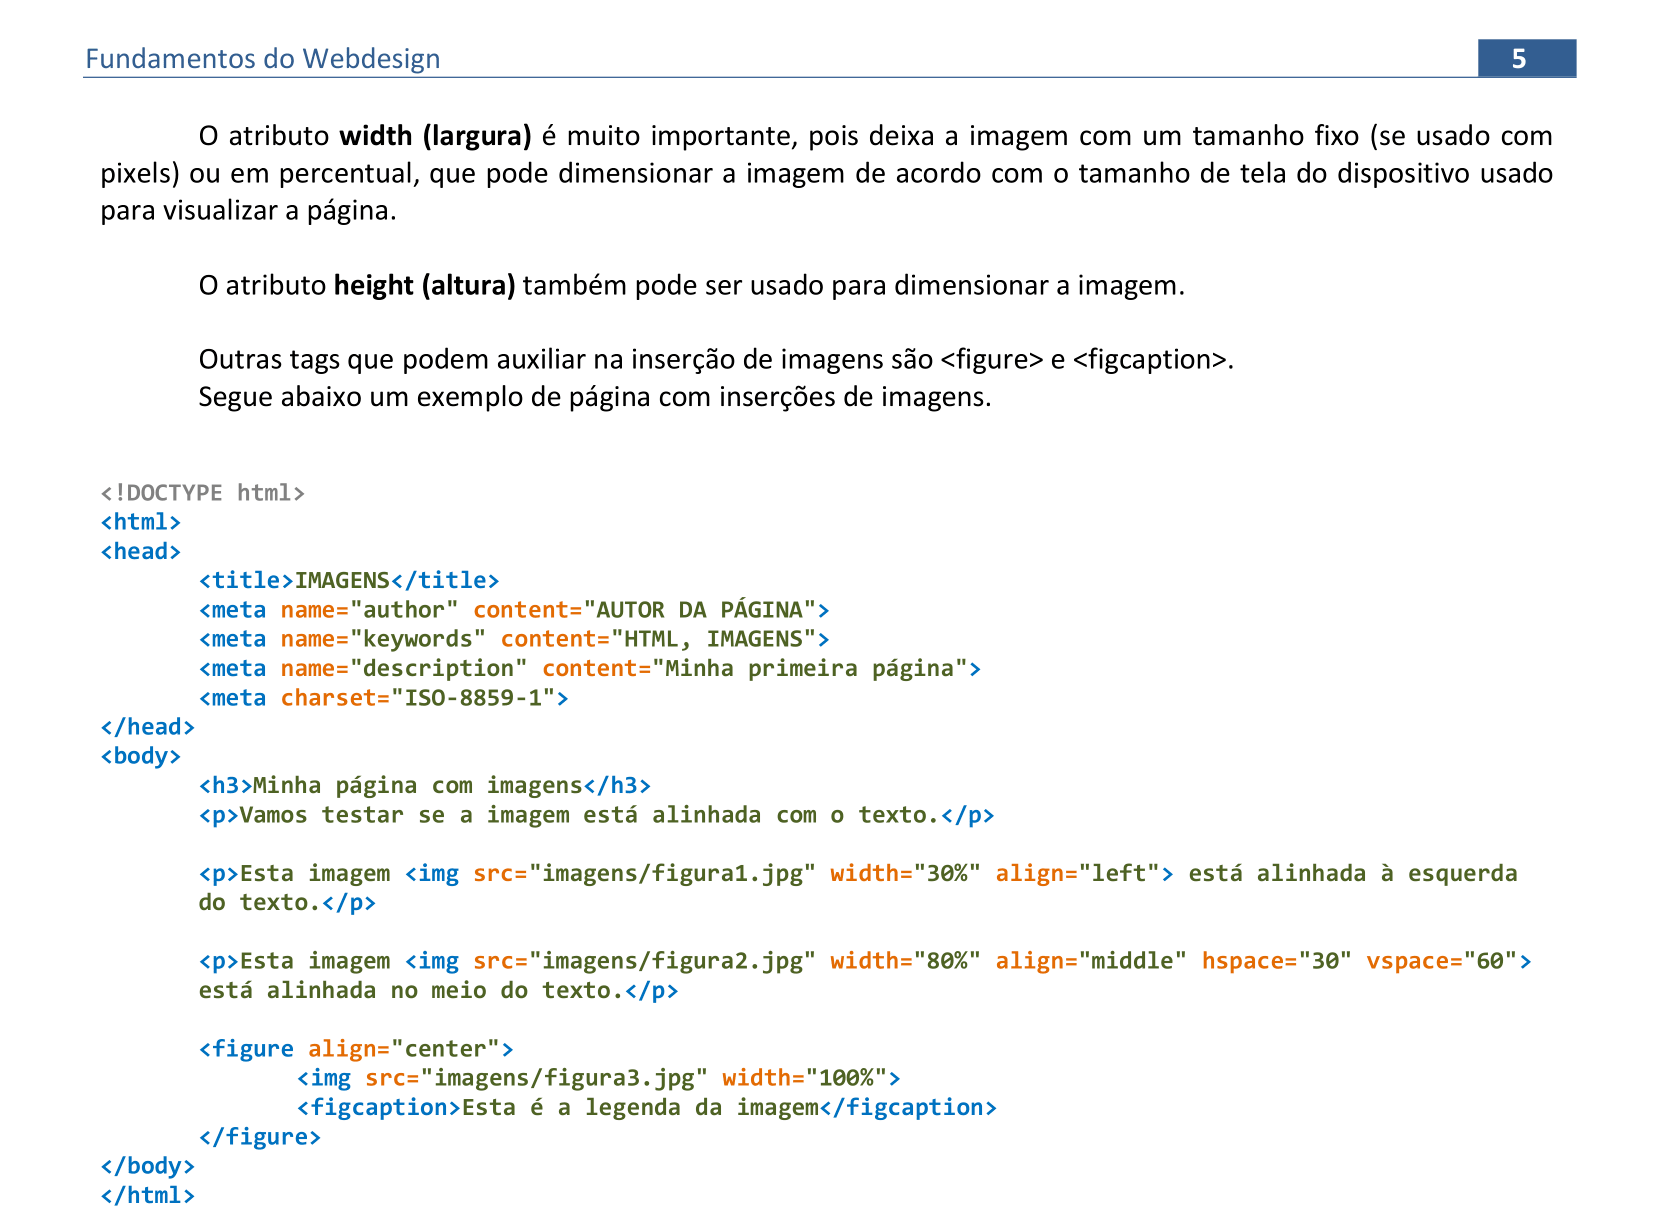 Fundamentos do Webdesign 5
O atributo width (largura) é muito importante, pois deixa a imagem com um tamanho fixo (se usado com
pixels) ou em percentual, que pode dimensionar a imagem de acordo com o tamanho de tela do dispositivo usado
para visualizar a página.
O atributo height (altura) também pode ser usado para dimensionar a imagem.
Outras tags que podem auxiliar na inserção de imagens são <figure> e <figcaption>.
Segue abaixo um exemplo de página com inserções de imagens.
<!DOCTYPE html>
<html>
<head>
<title>IMAGENS</title>
<meta name="author" content="AUTOR DA PÁGINA">
<meta name="keywords" content="HTML, IMAGENS">
<meta name="description" content="Minha primeira página">
<meta charset="ISO-8859-1">
</head>
<body>
<h3>Minha página com imagens</h3>
<p>Vamos testar se a imagem está alinhada com o texto.</p>
<p>Esta imagem <img src="imagens/figura1.jpg" width="30%" align="left"> está alinhada à esquerda
do texto.</p>
<p>Esta imagem <img src="imagens/figura2.jpg" width="80%" align="middle" hspace="30" vspace="60">
está alinhada no meio do texto.</p>
<figure align="center">
<img src="imagens/figura3.jpg" width="100%">
<figcaption>Esta é a legenda da imagem</figcaption>
</figure>
</body>
</html>